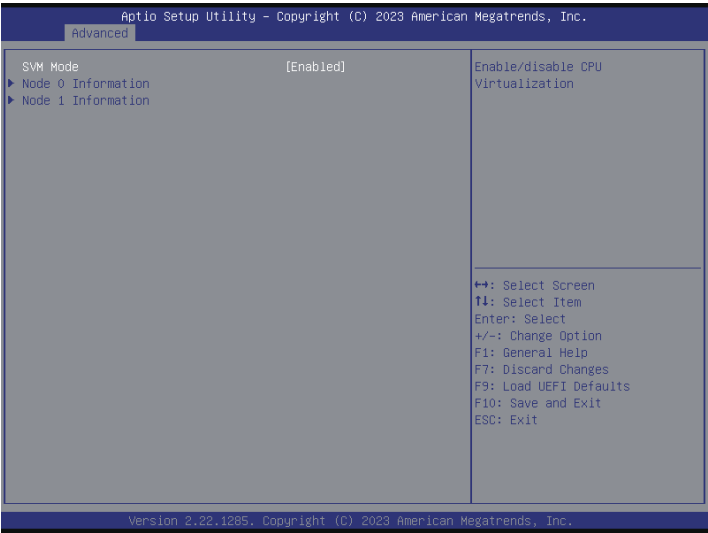 Aptio Setup Utility – Copyright (C) 2023 American Megatrends, Inc.
Advanced
SVM Mode [Enabled]
Node 0 Information
Node 1 Information
Enable/disable CPU
Virtualization
↔: Select Screen
↑↓: Select Item
Enter: Select
+/-: Change Option
F1: General Help
F7: Discard Changes
F9: Load UEFI Defaults
F10: Save and Exit
ESC: Exit
Version 2.22.1285. Copyright (C) 2023 American Megatrends, Inc.